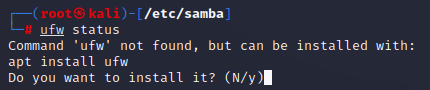 ┌──(root㉿kali)-[/etc/samba]
└─# ufw status
Command 'ufw' not found, but can be installed with:
apt install ufw
Do you want to install it? (N/y)